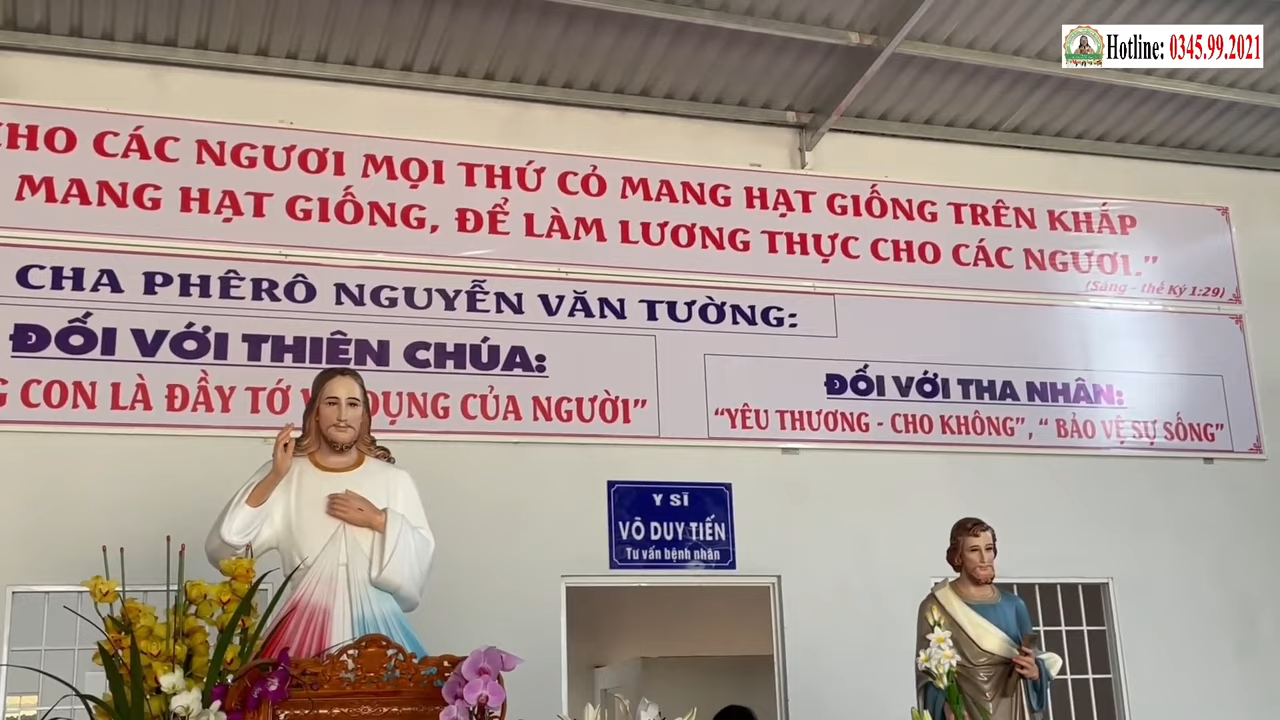 Hotline: 0345.99.2021
CHO CÁC NGƯƠI MỌI THỨ CỎ MANG HẠT GIỐNG TRÊN KHẮP
MANG HẠT GIỐNG, ĐỂ LÀM LƯƠNG THỰC CHO CÁC NGƯƠI.”
(Sáng - thế Ký 1:29)
CHA PHÊRÔ NGUYỄN VĂN TƯỜNG:
ĐỐI VỚI THIÊN CHÚA:
CON LÀ ĐẦY TỚ DỤNG CỦA NGƯỜI”
ĐỐI VỚI THA NHÂN:
“YÊU THƯƠNG - CHO KHÔNG”, “ BẢO VỆ SỰ SỐNG”
Y SĨ
VÕ DUY TIẾN
Tư vấn bệnh nhân